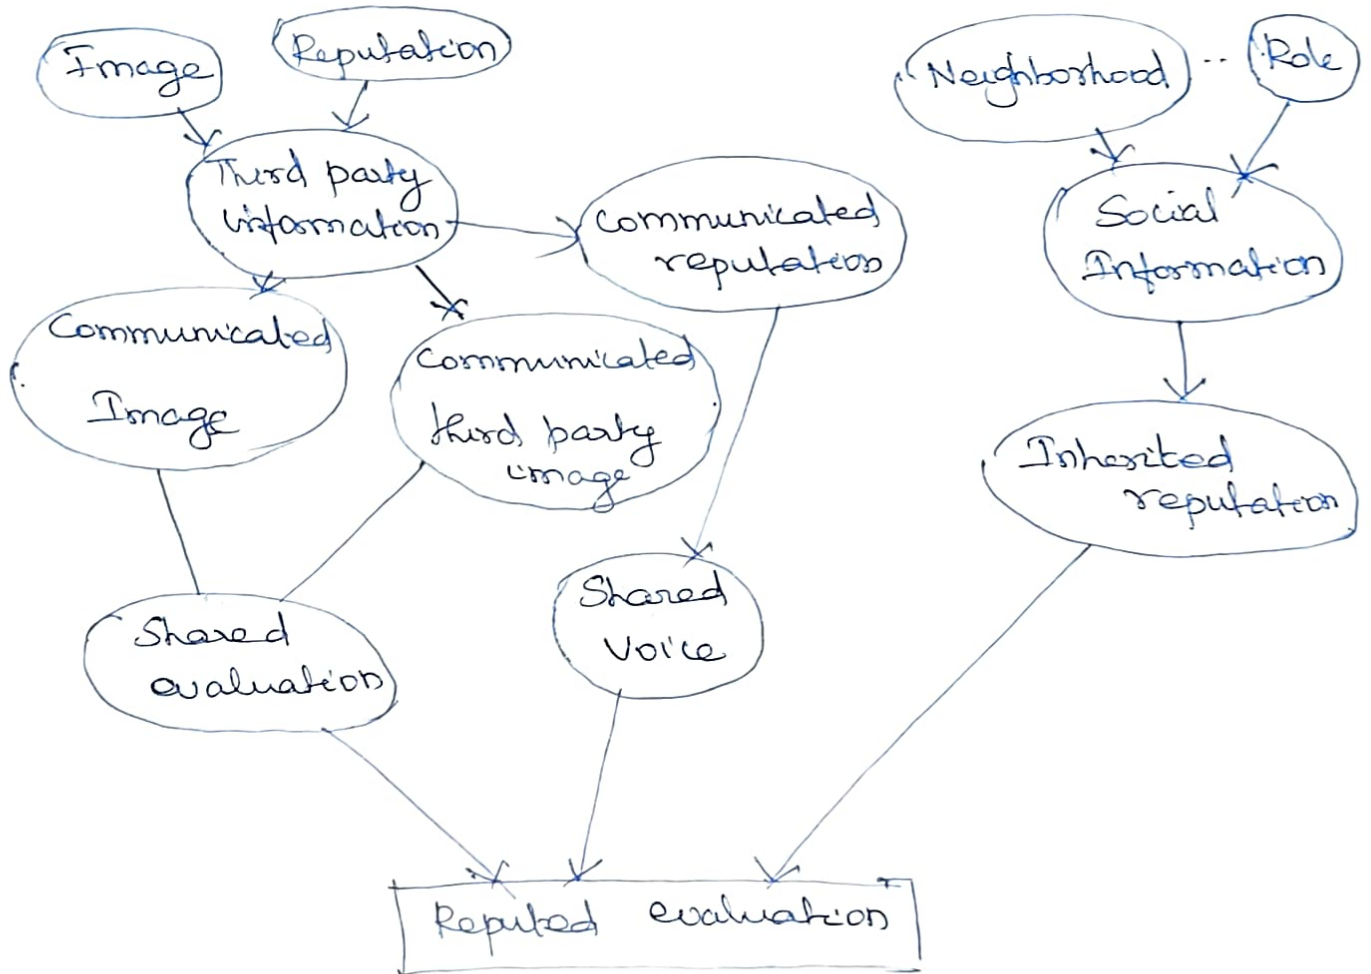 Image
Reputation
Neighborhood
..
Role
Third party
information
Communicated
reputation
Social
Information
Communicated
Image
Communicated
third party
image
Inherited
reputation
Shared
evaluation
Shared
Voice
Reputed evaluation